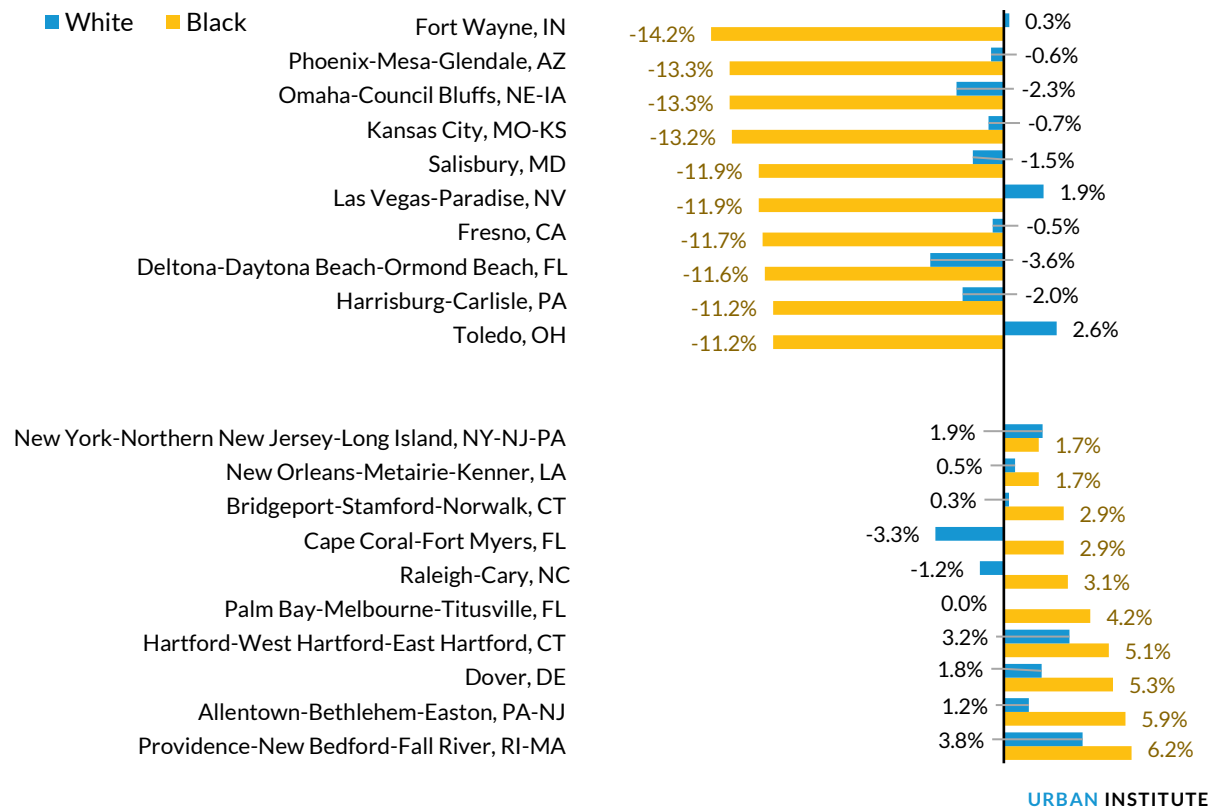 White Black
Fort Wayne, IN 0.3%
-14.2%
Phoenix-Mesa-Glendale, AZ -0.6%
-13.3%
Omaha-Council Bluffs, NE-IA -2.3%
-13.3%
Kansas City, MO-KS -0.7%
-13.2%
Salisbury, MD -1.5%
-11.9%
Las Vegas-Paradise, NV 1.9%
-11.9%
Fresno, CA -0.5%
-11.7%
Deltona-Daytona Beach-Ormond Beach, FL -3.6%
-11.6%
Harrisburg-Carlisle, PA -2.0%
-11.2%
Toledo, OH 2.6%
-11.2%
New York-Northern New Jersey-Long Island, NY-NJ-PA 1.9%
1.7%
New Orleans-Metairie-Kenner, LA 0.5%
1.7%
Bridgeport-Stamford-Norwalk, CT 0.3%
2.9%
Cape Coral-Fort Myers, FL -3.3%
2.9%
Raleigh-Cary, NC -1.2%
3.1%
Palm Bay-Melbourne-Titusville, FL 0.0%
4.2%
Hartford-West Hartford-East Hartford, CT 3.2%
5.1%
Dover, DE 1.8%
5.3%
Allentown-Bethlehem-Easton, PA-NJ 1.2%
5.9%
Providence-New Bedford-Fall River, RI-MA 3.8%
6.2%
URBAN INSTITUTE